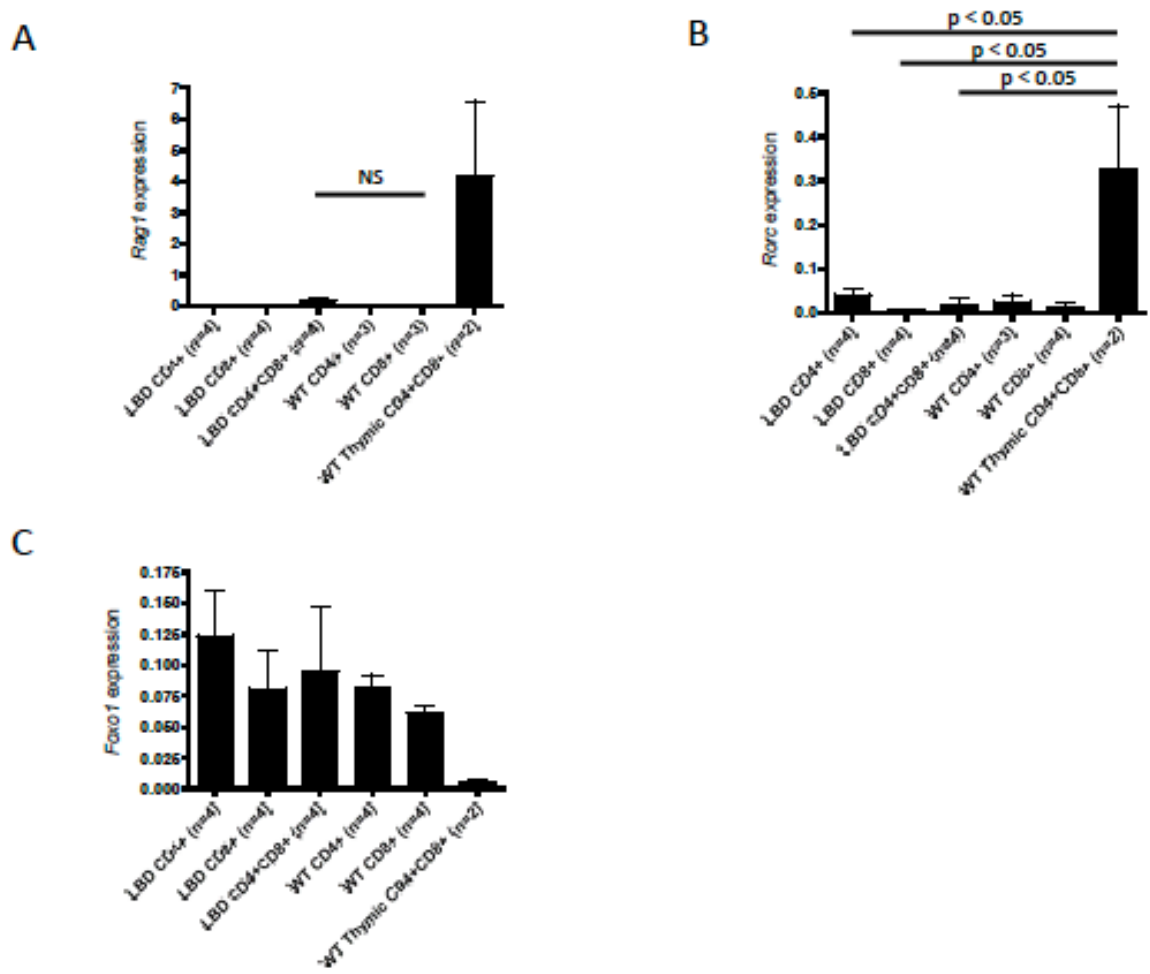 A
7
6
5
4
3
2
1
0
Rag1 expression
NS
LBD CD4+ (n=4)
LBD CD8+ (n=4)
LBD CD4+CD8+ (n=4)
WT CD4+ (n=3)
WT CD8+ (n=3)
WT Thymic CD4+CD8+ (n=2)
B
p < 0.05
p < 0.05
p < 0.05
0.5
0.4
0.3
0.2
0.1
0.0
Rorc expression
LBD CD4+ (n=4)
LBD CD8+ (n=4)
LBD CD4+CD8+ (n=4)
WT CD4+ (n=3)
WT CD8+ (n=4)
WT Thymic CD4+CD8+ (n=2)
C
0.175
0.150
0.125
0.100
0.075
0.050
0.025
0.000
Foxo1 expression
LBD CD4+ (n=4)
LBD CD8+ (n=4)
LBD CD4+CD8+ (n=4)
WT CD4+ (n=4)
WT CD8+ (n=4)
WT Thymic CD4+CD8+ (n=2)